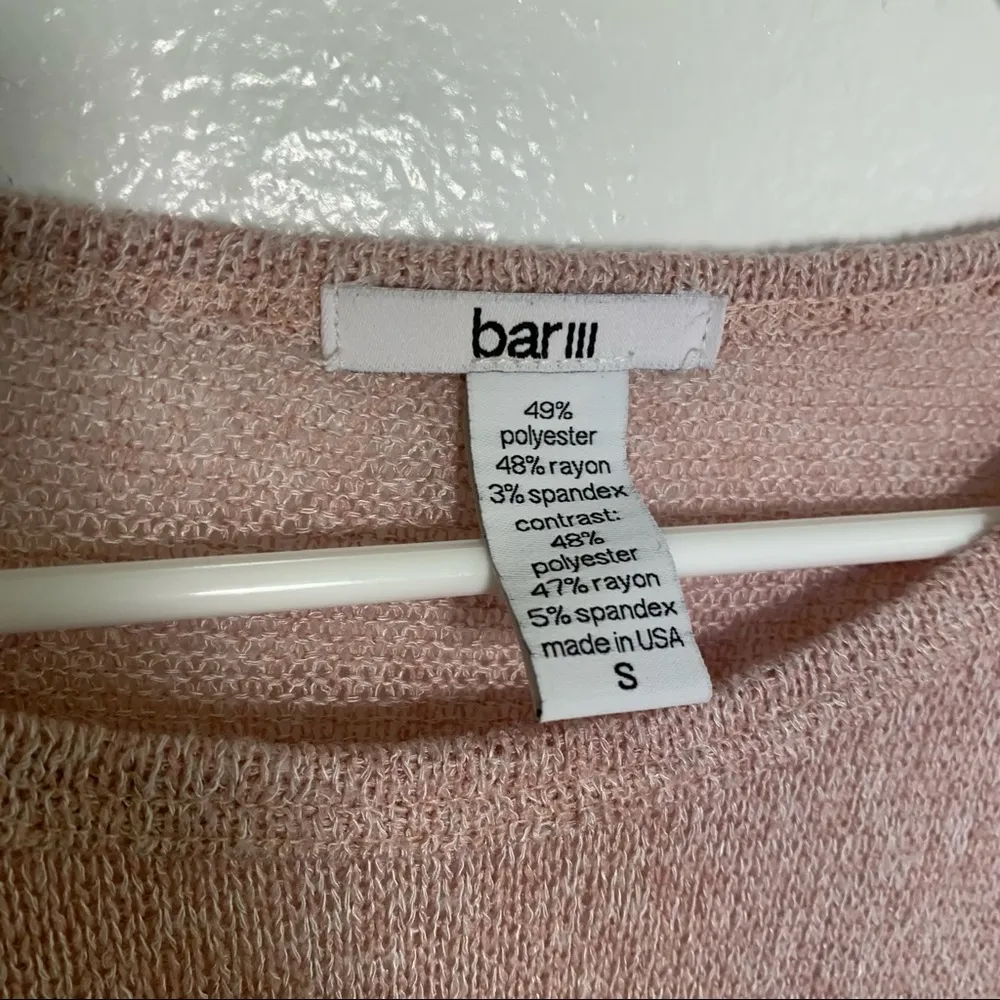 bar III
49%
polyester
48% rayon
3% spandex
contrast:
48%
polyester
47% rayon
5% spandex
made in USA
S